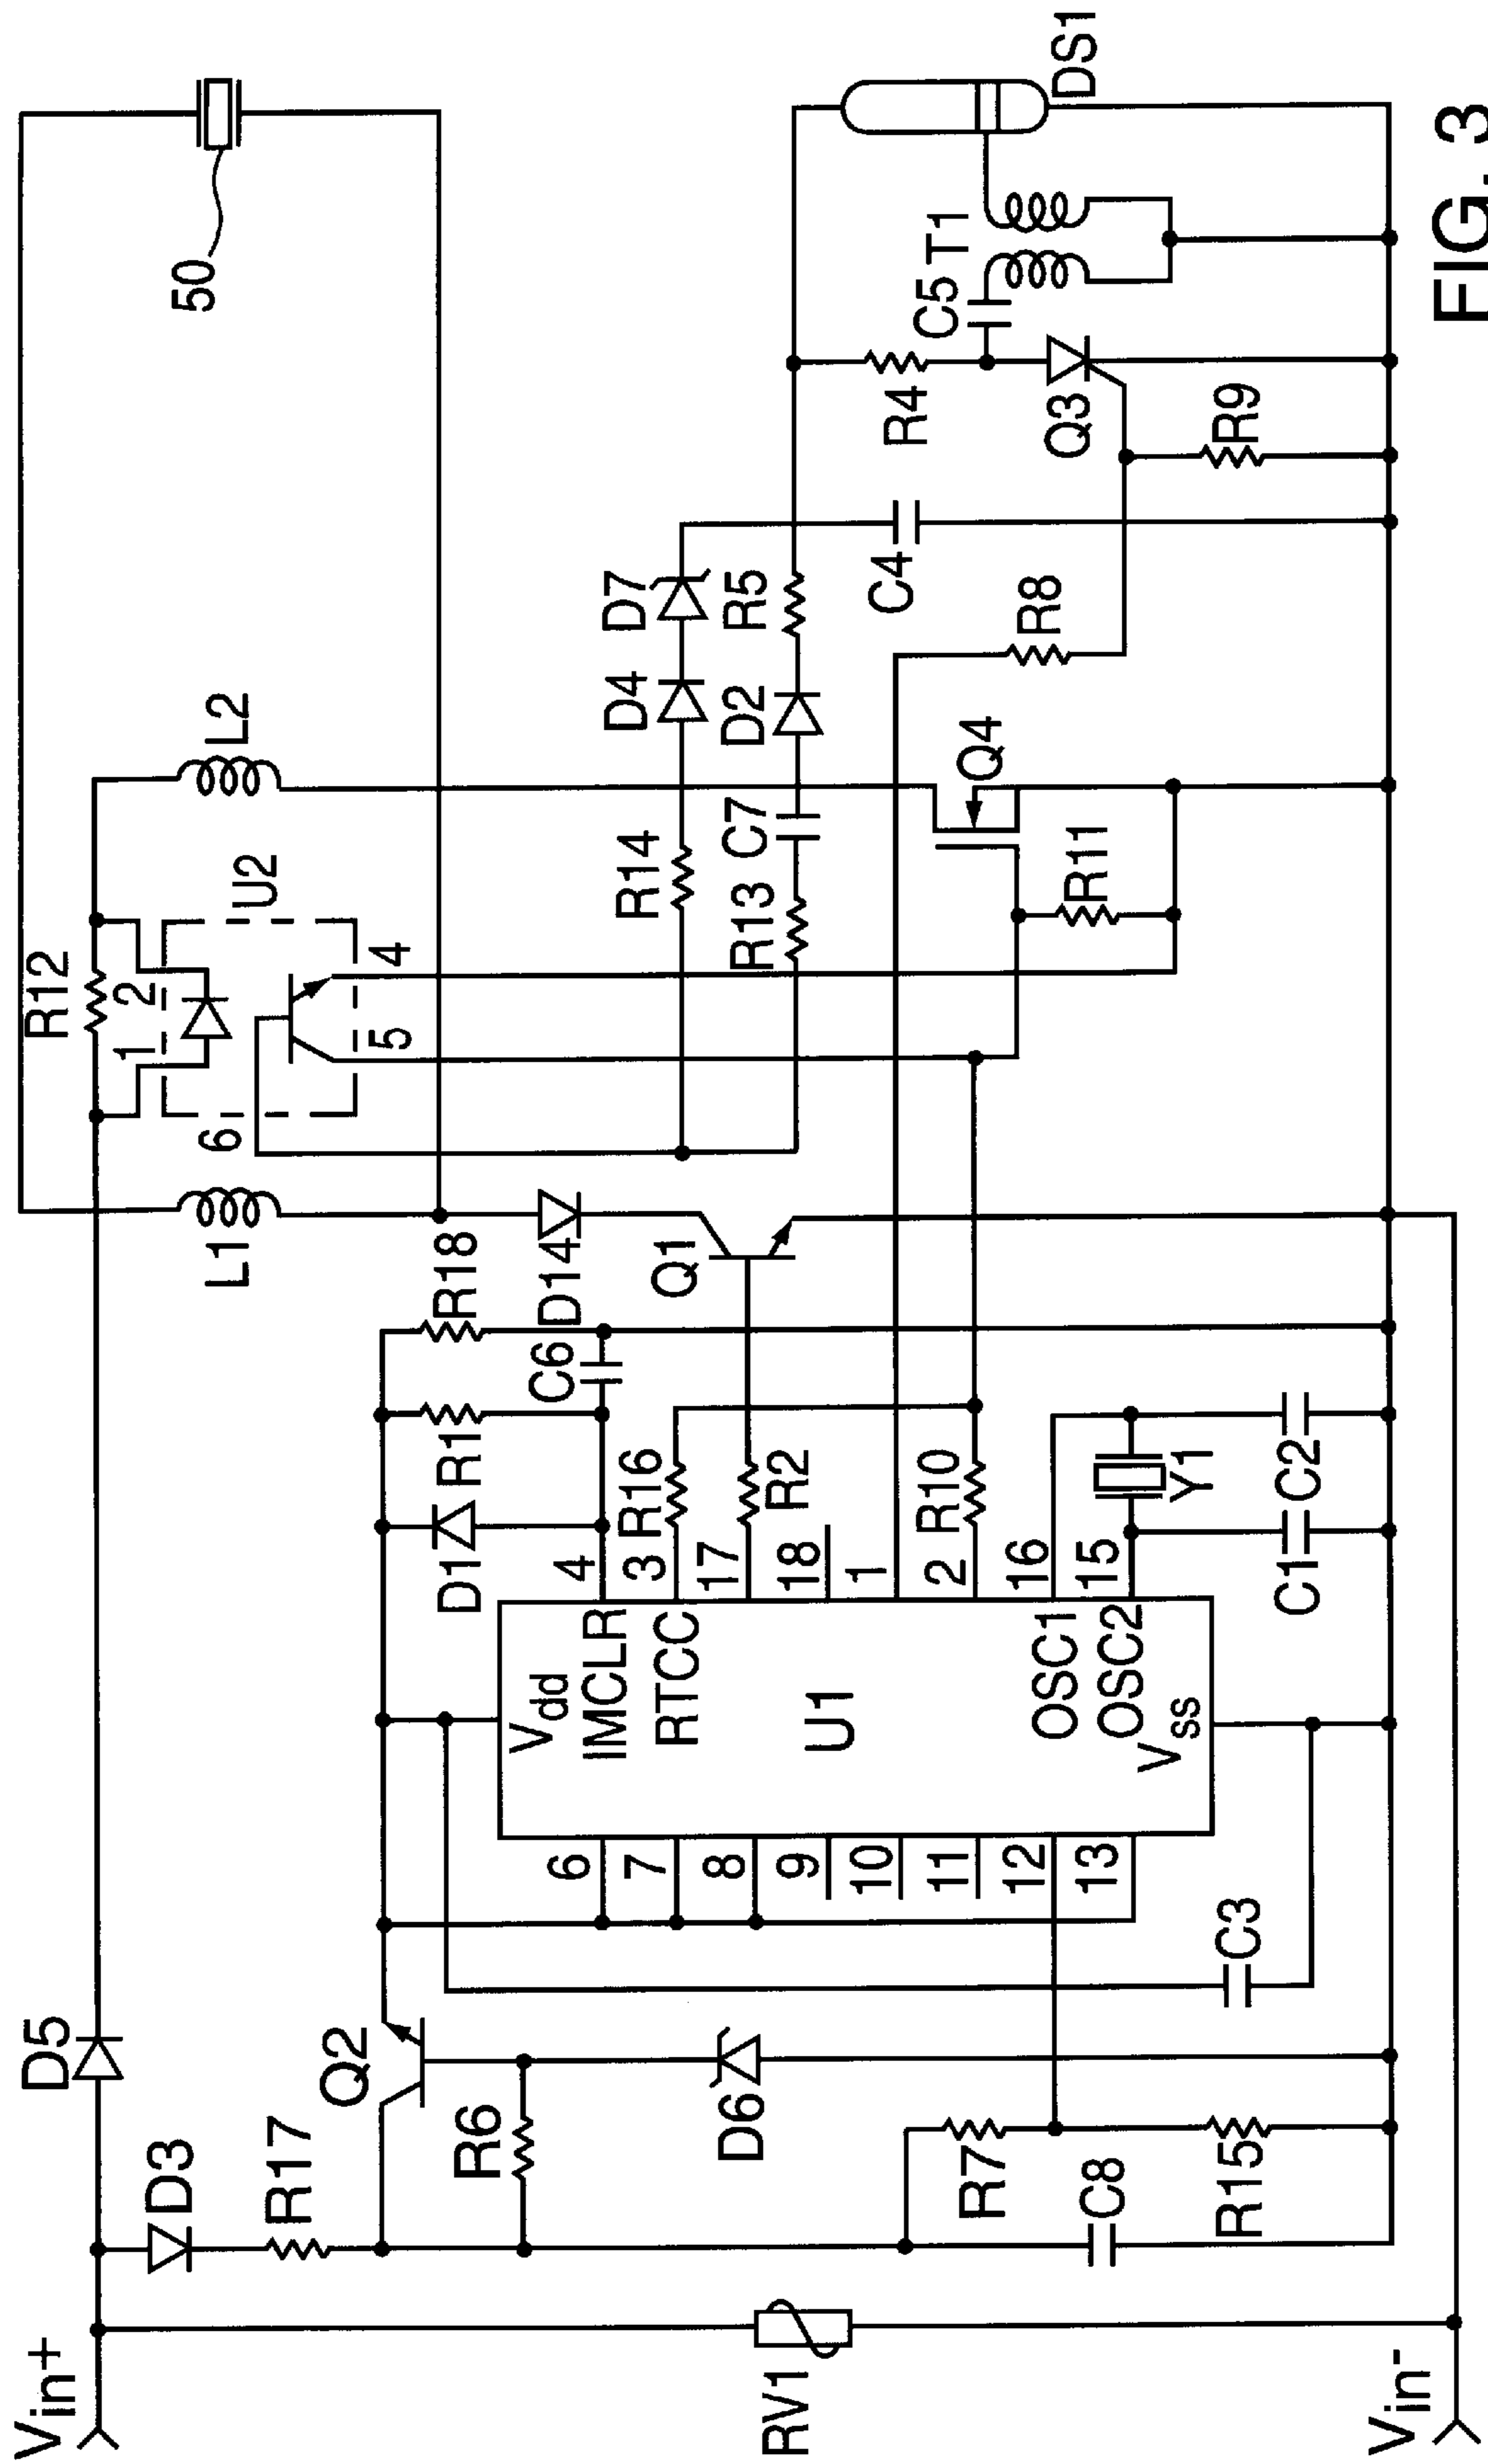 Vin+
D5
R12
L1
L2
50
D3
R17
Q2
R6
D6
R7
C8
R15
RV1
Vin-
C3
6
7
8
9
10
11
12
13
Vdd
IMCLR
RTCC
U1
OSC1
OSC2
Vss
4
3
17
18
1
2
16
15
D1
R1
R18
C6
R16
R2
R10
Y1
C1
C2
D14
Q1
6
1
2
U2
5
4
R14
R13
C7
D4
D7
D2
R5
Q4
R11
R8
C4
R4
Q3
R9
C5
T1
DS1
FIG. 3